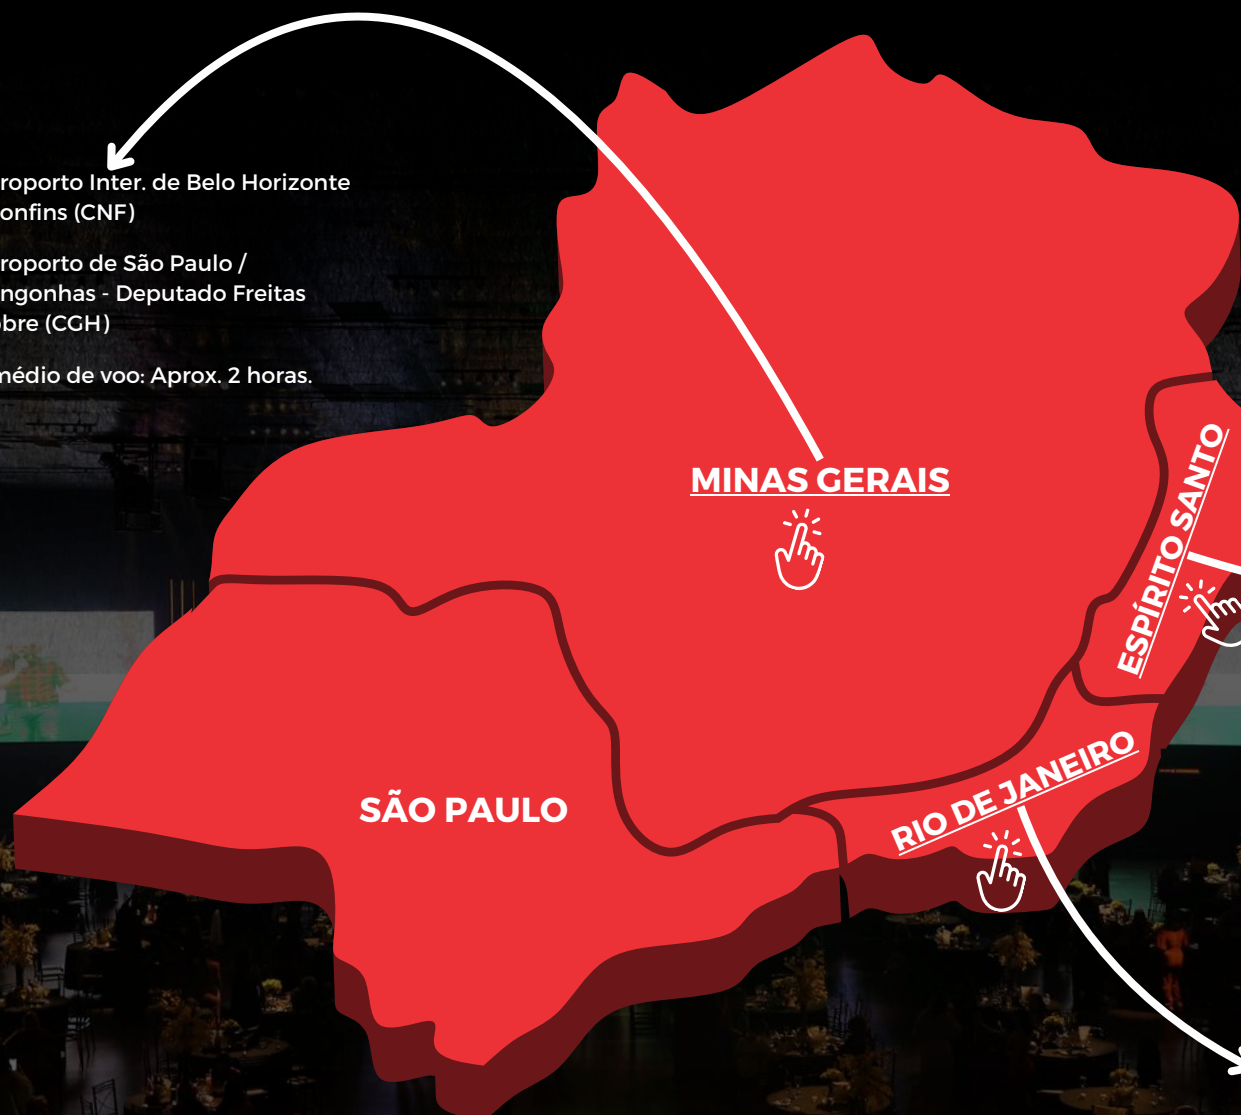 roporto Inter. de Belo Horizonte
onfins (CNF)
roporto de São Paulo /
ngonhas - Deputado Freitas
obre (CGH)
médio de voo: Aprox. 2 horas.
MINAS GERAIS
ESPÍRITO SANTO
RIO DE JANEIRO
SÃO PAULO